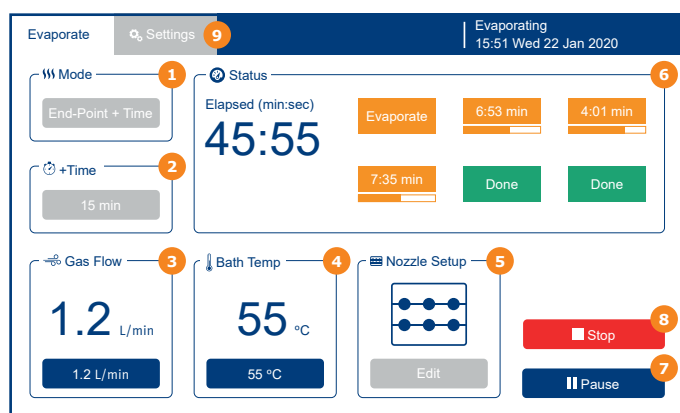 Evaporate
Settings
9
Evaporating
15:51 Wed 22 Jan 2020
Mode
1
End-Point + Time
+Time
2
15 min
Status
6
Elapsed (min:sec)
45:55
Evaporate
6:53 min
4:01 min
7:35 min
Done
Done
Gas Flow
3
1.2 L/min
1.2 L/min
Bath Temp
4
55 °C
55 °C
Nozzle Setup
5
Edit
8
Stop
7
Pause